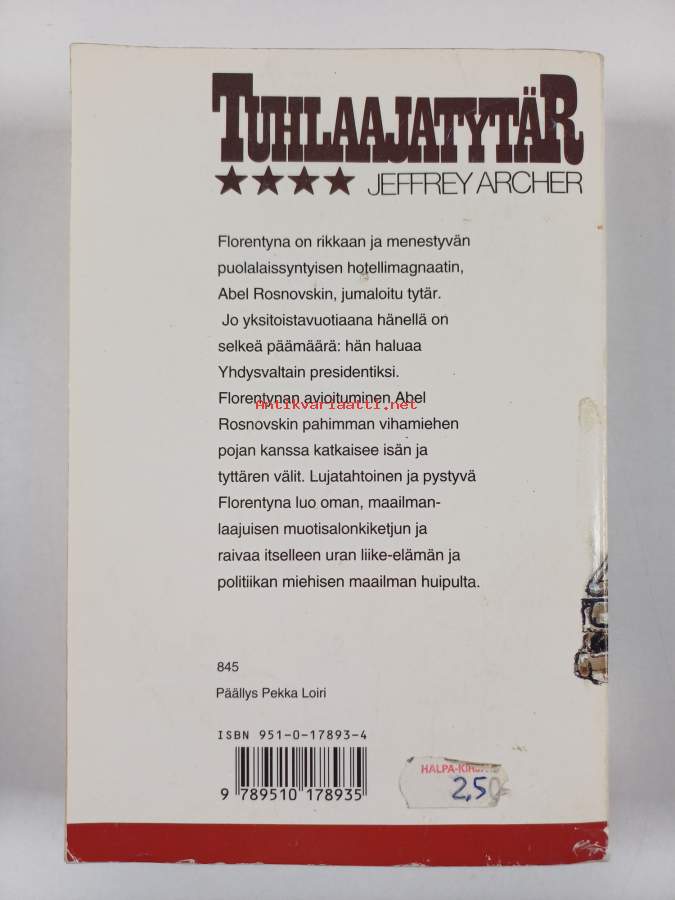 TUHLAAJATYTÄR
JEFFREY ARCHER
Florentyna on rikkaan ja menestyvän
puolalaissyntyisen hotellimagnaatin,
Abel Rosnovskin, jumaloitu tytär.
Jo yksitoistavuotiaana hänellä on
selkeä päämäärä: hän haluaa
Yhdysvaltain presidentiksi.
Florentynan avioituminen Abel
Antikvariaatti.net
Rosnovskin pahimman vihamiehen
pojan kanssa katkaisee isän ja
tyttären välit. Lujatahtoinen ja pystyvä
Florentyna luo oman, maailman-
laajuisen muotisalonkiketjun ja
raivaa itselleen uran liike-elämän ja
politiikan miehisen maailman huipulta.
845
Päällys Pekka Loiri
ISBN 951-0-17893-4
9 789510 178935
2,50